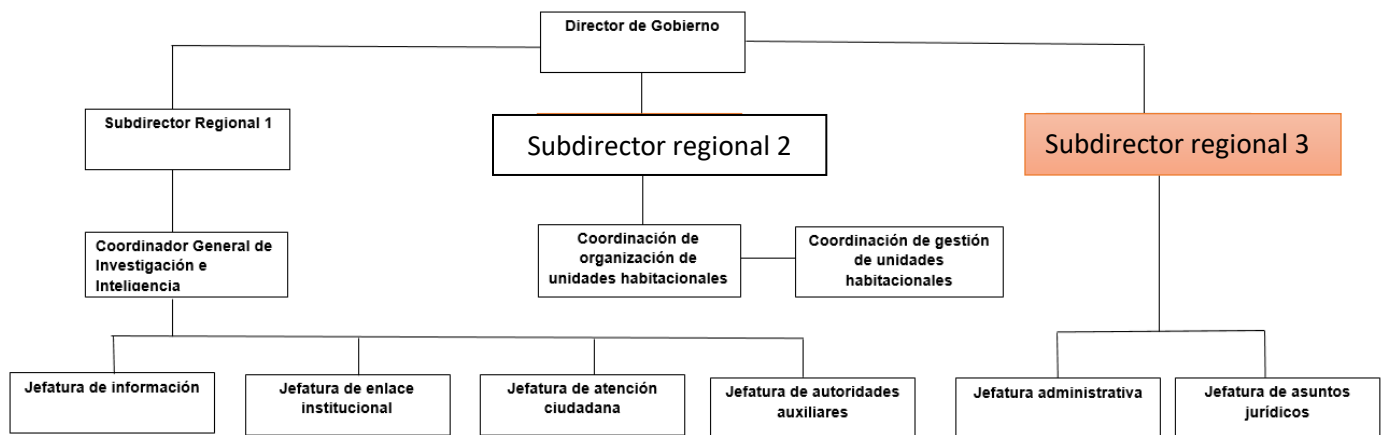 Director de Gobierno
Subdirector Regional 1
Subdirector regional 2
Subdirector regional 3
Coordinador General de
Investigación e
Inteligencia
Coordinación de
organización de
unidades habitacionales
Coordinación de gestión
de unidades
habitacionales
Jefatura de información
Jefatura de enlace
institucional
Jefatura de atención
ciudadana
Jefatura de autoridades
auxiliares
Jefatura administrativa
Jefatura de asuntos
jurídicos